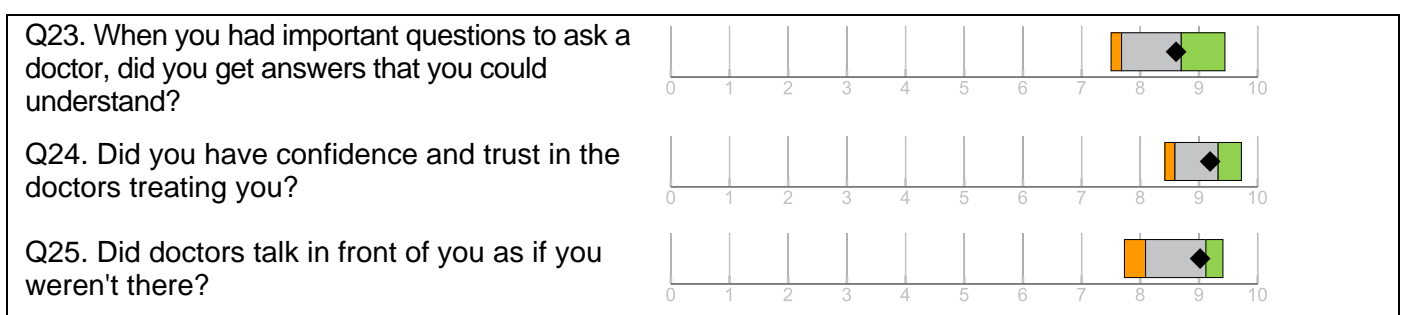 Q23. When you had important questions to ask a
doctor, did you get answers that you could
understand?
0 1 2 3 4 5 6 7 8 9 10
Q24. Did you have confidence and trust in the
doctors treating you?
0 1 2 3 4 5 6 7 8 9 10
Q25. Did doctors talk in front of you as if you
weren't there?
0 1 2 3 4 5 6 7 8 9 10